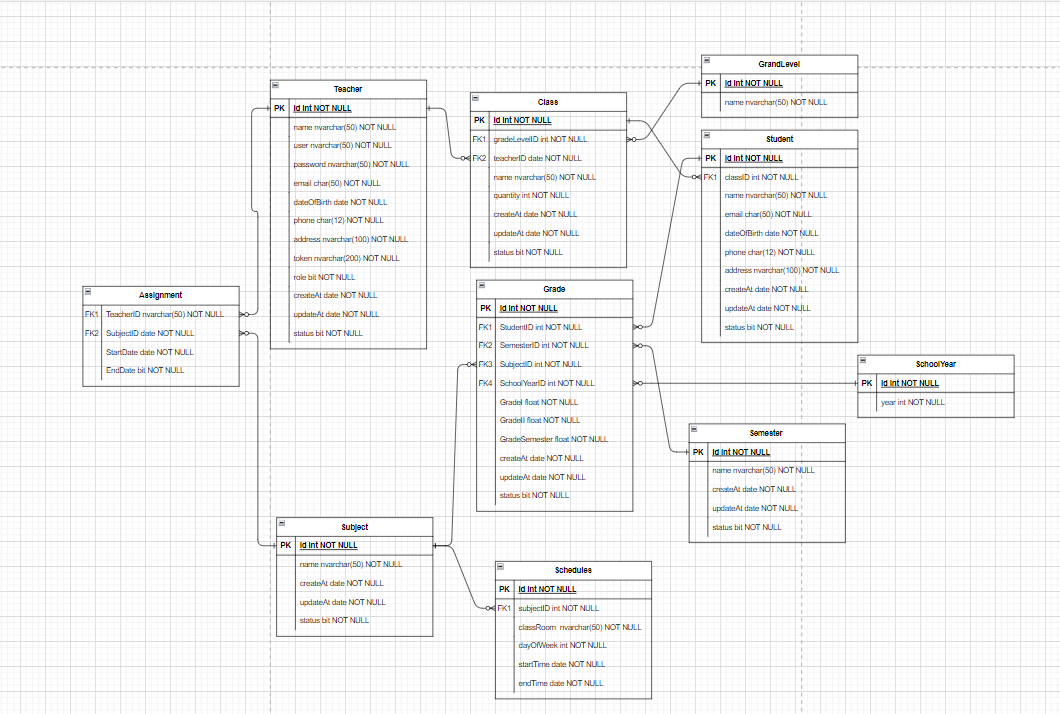 Teacher
PK id int NOT NULL
name nvarchar(50) NOT NULL
user nvarchar(50) NOT NULL
password nvarchar(50) NOT NULL
email char(50) NOT NULL
dateOfBirth date NOT NULL
phone char(12) NOT NULL
address nvarchar(100) NOT NULL
token nvarchar(200) NOT NULL
role bit NOT NULL
createAt date NOT NULL
updateAt date NOT NULL
status bit NOT NULL
Class
PK id int NOT NULL
FK1 gradeLevelID int NOT NULL
FK2 teacherID date NOT NULL
name nvarchar(50) NOT NULL
quantity int NOT NULL
createAt date NOT NULL
updateAt date NOT NULL
status bit NOT NULL
GrandLevel
PK id int NOT NULL
name nvarchar(50) NOT NULL
Student
PK id int NOT NULL
FK1 classID int NOT NULL
name nvarchar(50) NOT NULL
email char(50) NOT NULL
dateOfBirth date NOT NULL
phone char(12) NOT NULL
address nvarchar(100) NOT NULL
createAt date NOT NULL
updateAt date NOT NULL
status bit NOT NULL
Assignment
FK1 TeacherID nvarchar(50) NOT NULL
FK2 SubjectID date NOT NULL
StartDate date NOT NULL
EndDate bit NOT NULL
Grade
PK id int NOT NULL
FK1 StudentID int NOT NULL
FK2 SemesterID int NOT NULL
FK3 SubjectID int NOT NULL
FK4 SchoolYearID int NOT NULL
GradeI float NOT NULL
GradeII float NOT NULL
GradeSemester float NOT NULL
createAt date NOT NULL
updateAt date NOT NULL
status bit NOT NULL
SchoolYear
PK id int NOT NULL
year int NOT NULL
Semester
PK id int NOT NULL
name nvarchar(50) NOT NULL
createAt date NOT NULL
updateAt date NOT NULL
status bit NOT NULL
Subject
PK id int NOT NULL
name nvarchar(50) NOT NULL
createAt date NOT NULL
updateAt date NOT NULL
status bit NOT NULL
Schedules
PK id int NOT NULL
FK1 subjectID int NOT NULL
classRoom nvarchar(50) NOT NULL
dayOfWeek int NOT NULL
startTime date NOT NULL
endTime date NOT NULL